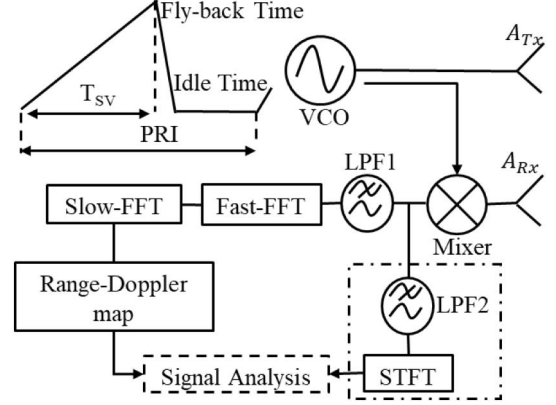 Fly-back Time
A_Tx
Idle Time
T_SV
VCO
PRI
LPF1
A_Rx
Slow-FFT
Fast-FFT
Mixer
Range-Doppler
map
LPF2
Signal Analysis
STFT